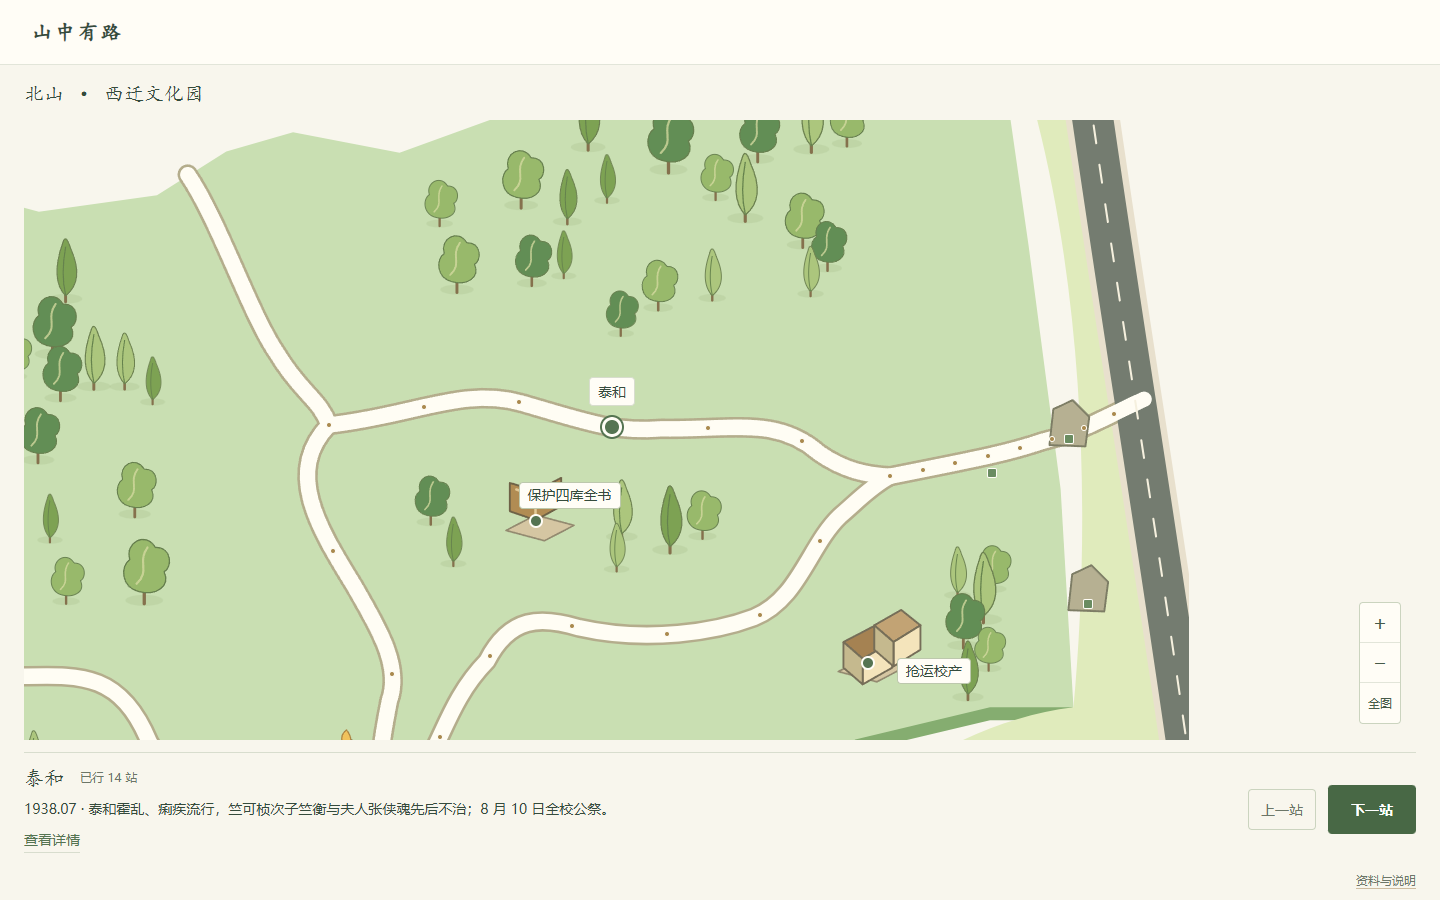 山中有路
北山 • 西迁文化园
泰和
保护四库全书
抢运校产
+
−
全图
泰和 已行 14 站
1938.07 · 泰和霍乱、痢疾流行，竺可桢次子竺衡与夫人张侠魂先后不治；8 月 10 日全校公祭。
查看详情
上一站
下一站
资料与说明